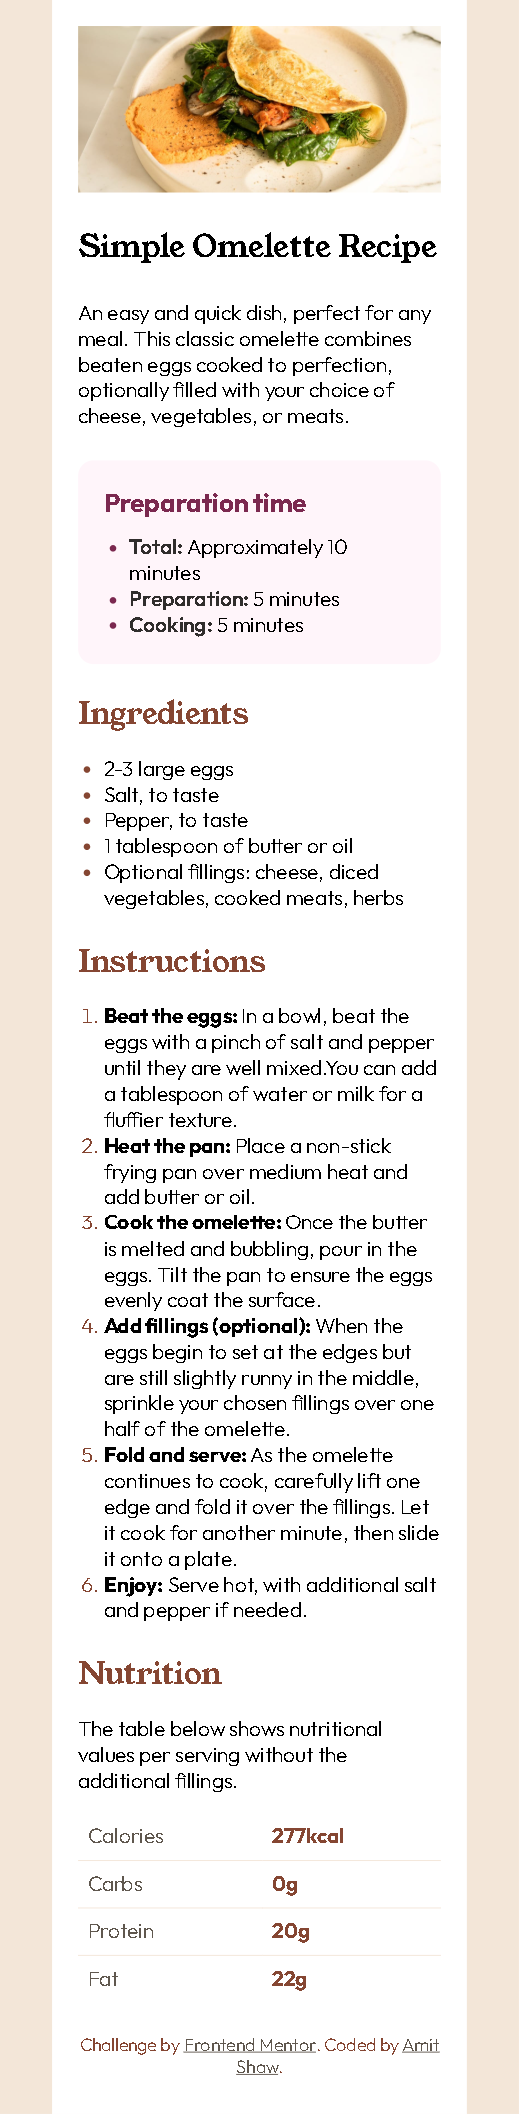 Simple Omelette Recipe
An easy and quick dish, perfect for any
meal. This classic omelette combines
beaten eggs cooked to perfection,
optionally filled with your choice of
cheese, vegetables, or meats.
Preparation time
• Total: Approximately 10
minutes
• Preparation: 5 minutes
• Cooking: 5 minutes
Ingredients
• 2-3 large eggs
• Salt, to taste
• Pepper, to taste
• 1 tablespoon of butter or oil
• Optional fillings: cheese, diced
vegetables, cooked meats, herbs
Instructions
1. Beat the eggs: In a bowl, beat the
eggs with a pinch of salt and pepper
until they are well mixed.You can add
a tablespoon of water or milk for a
fluffier texture.
2. Heat the pan: Place a non-stick
frying pan over medium heat and
add butter or oil.
3. Cook the omelette: Once the butter
is melted and bubbling, pour in the
eggs. Tilt the pan to ensure the eggs
evenly coat the surface.
4. Add fillings (optional): When the
eggs begin to set at the edges but
are still slightly runny in the middle,
sprinkle your chosen fillings over one
half of the omelette.
5. Fold and serve: As the omelette
continues to cook, carefully lift one
edge and fold it over the fillings. Let
it cook for another minute, then slide
it onto a plate.
6. Enjoy: Serve hot, with additional salt
and pepper if needed.
Nutrition
The table below shows nutritional
values per serving without the
additional fillings.
Calories 277kcal
Carbs 0g
Protein 20g
Fat 22g
Challenge by Frontend Mentor. Coded by Amit
Shaw.